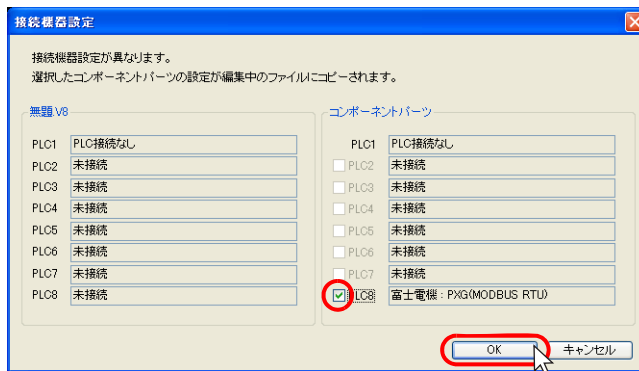 接続機器設定
接続機器設定が異なります。
選択したコンポーネントパーツの設定が編集中のファイルにコピーされます。
無題.V8
PLC1 PLC接続なし
PLC2 未接続
PLC3 未接続
PLC4 未接続
PLC5 未接続
PLC6 未接続
PLC7 未接続
PLC8 未接続
コンポーネントパーツ
PLC1 PLC接続なし
PLC2 未接続
PLC3 未接続
PLC4 未接続
PLC5 未接続
PLC6 未接続
PLC7 未接続
PLC8 富士電機 : PXG(MODBUS RTU)
OK キャンセル